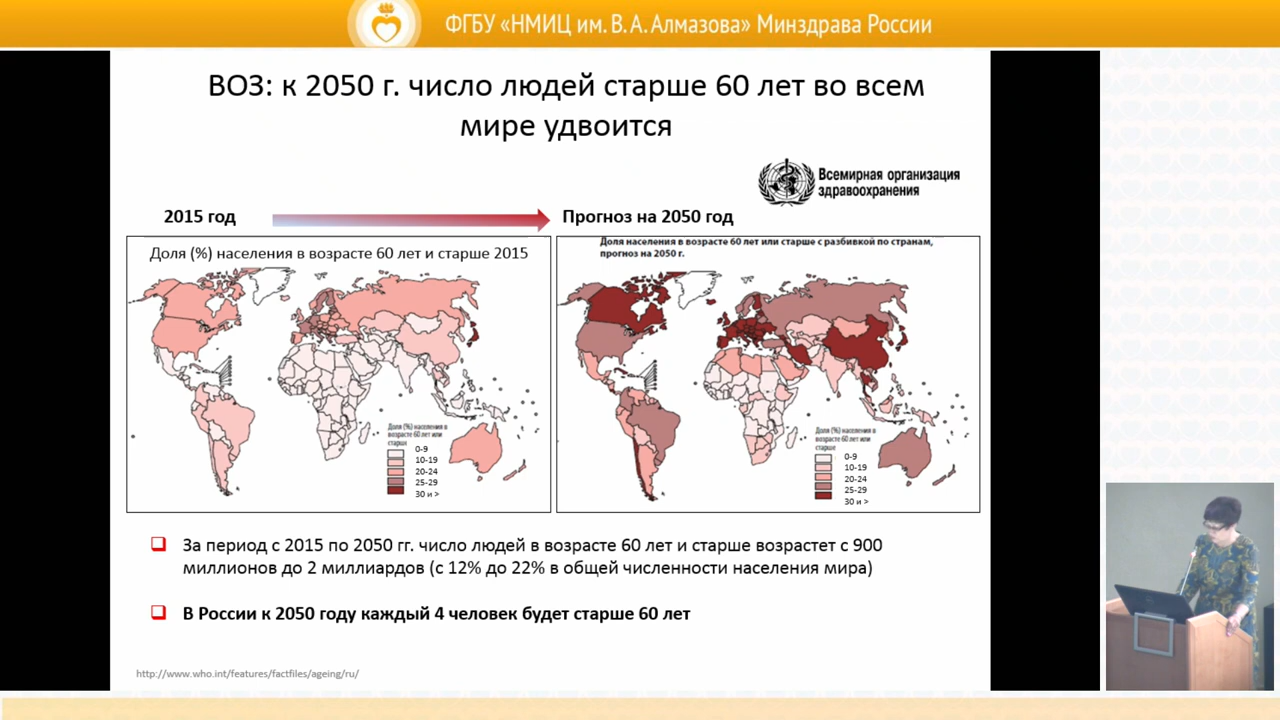 ФГБУ «НМИЦ им. В. А. Алмазова» Минздрава России
ВОЗ: к 2050 г. число людей старше 60 лет во всем
мире удвоится
Всемирная организация
здравоохранения
2015 год
Прогноз на 2050 год
Доля (%) населения в возрасте 60 лет и старше 2015
Доля (%) населения в
возрасте 60 лет или
старше
0-9
10-19
20-24
25-29
30 и >
Доля населения в возрасте 60 лет или старше с разбивкой по странам,
прогноз на 2050 г.
Доля (%) населения в
возрасте 60 лет или
старше
0-9
10-19
20-24
25-29
30 и >
За период с 2015 по 2050 гг. число людей в возрасте 60 лет и старше возрастет с 900
миллионов до 2 миллиардов (с 12% до 22% в общей численности населения мира)
В России к 2050 году каждый 4 человек будет старше 60 лет
http://www.who.int/features/factfiles/ageing/ru/